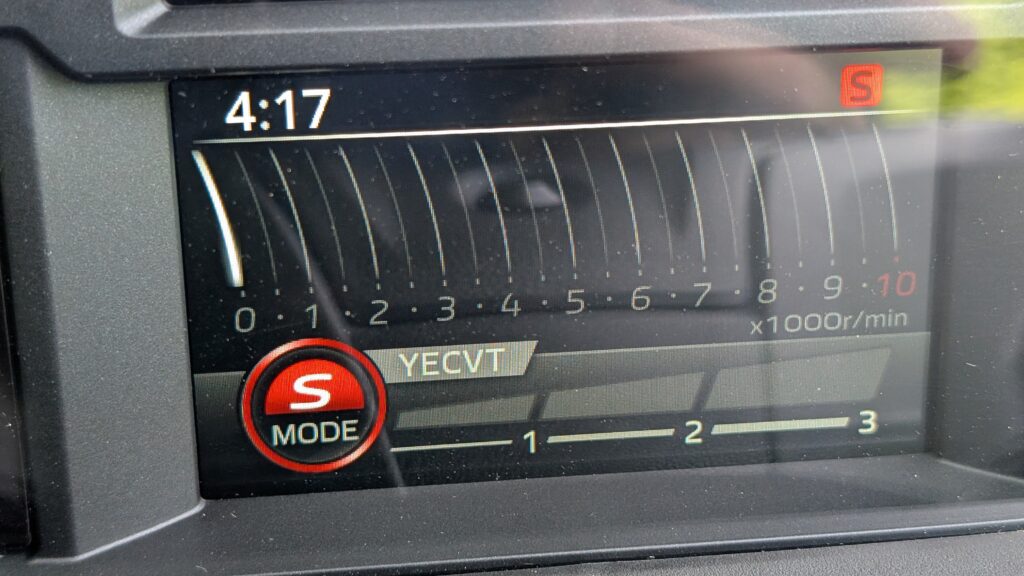 4:17 S
0 · 1 · 2 · 3 · 4 · 5 · 6 · 7 · 8 · 9 · 10
x1000r/min
YECVT
S
MODE
1 2 3